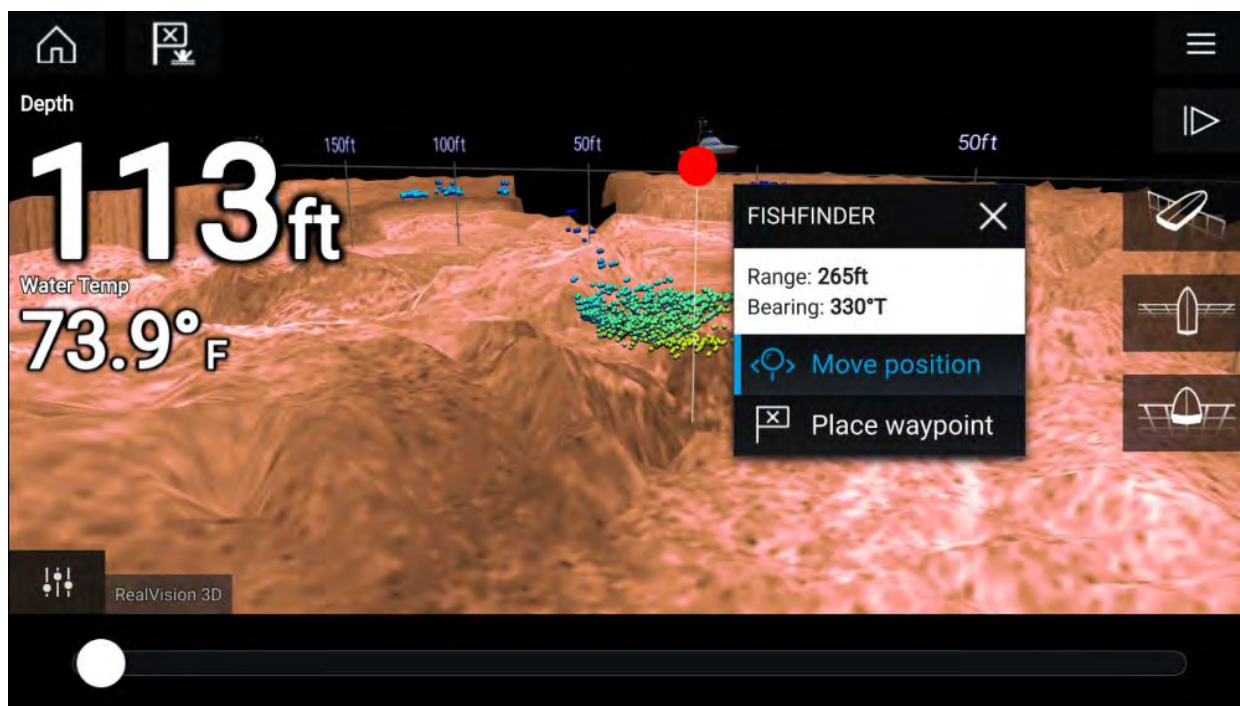 Depth
113ft
Water Temp
73.9°F
150ft
100ft
50ft
50ft
FISHFINDER
Range: 265ft
Bearing: 330°T
Move position
Place waypoint
RealVision 3D